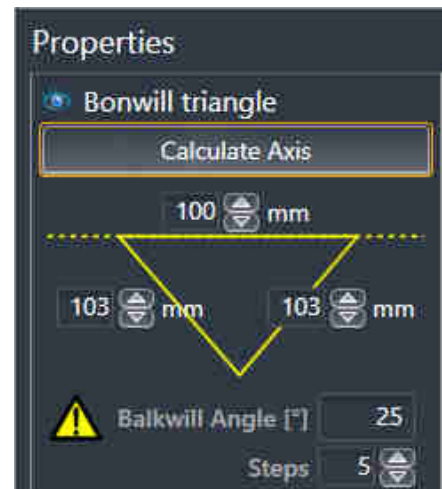 Properties
Bonwill triangle
Calculate Axis
100 mm
103 mm 103 mm
Balkwill Angle [°] 25
Steps 5